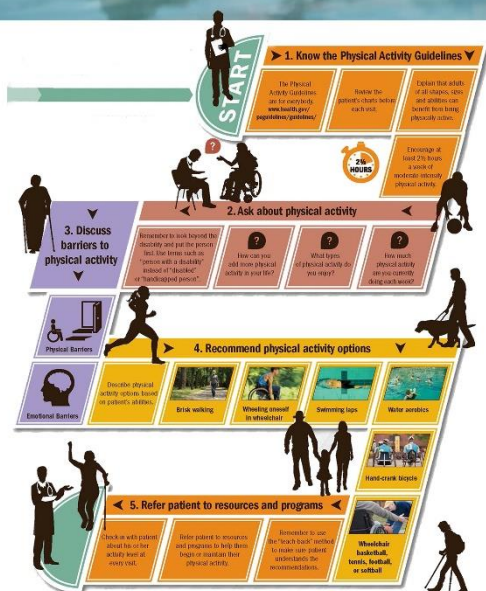 START
1. Know the Physical Activity Guidelines
The Physical
Activity Guidelines
are for everybody.
www.health.gov/
paguidelines/guidelines/
Review the
patient's charts before
each visit.
Explain that adults
of all shapes, sizes
and abilities can
benefit from being
physically active.
Encourage at
least 2½ hours
a week of
moderate intensity
physical activity.
2½
HOURS
?
2. Ask about physical activity
?
How much
physical activity
are you currently
doing each week?
?
What types
of physical activity do
you enjoy?
?
How can you
add more physical
activity in your life?
Remember to look beyond the
disability and put the person
first. Use terms such as
"person with a disability"
instead of "disabled"
or "handicapped person".
3. Discuss
barriers to
physical activity
Physical Barriers
Emotional Barriers
4. Recommend physical activity options
Describe physical
activity options based
on patient's abilities.
Brisk walking
Wheeling oneself
in wheelchair
Swimming laps
Water aerobics
Hand-crank bicycle
Wheelchair
basketball,
tennis, football,
or softball
5. Refer patient to resources and programs
Remember to use
the "teach back" method
to make sure patient
understands the
recommendations.
Refer patient to resources
and programs to help them
begin or maintain their
physical activity.
Check in with patient
about his or her
activity level at
every visit.